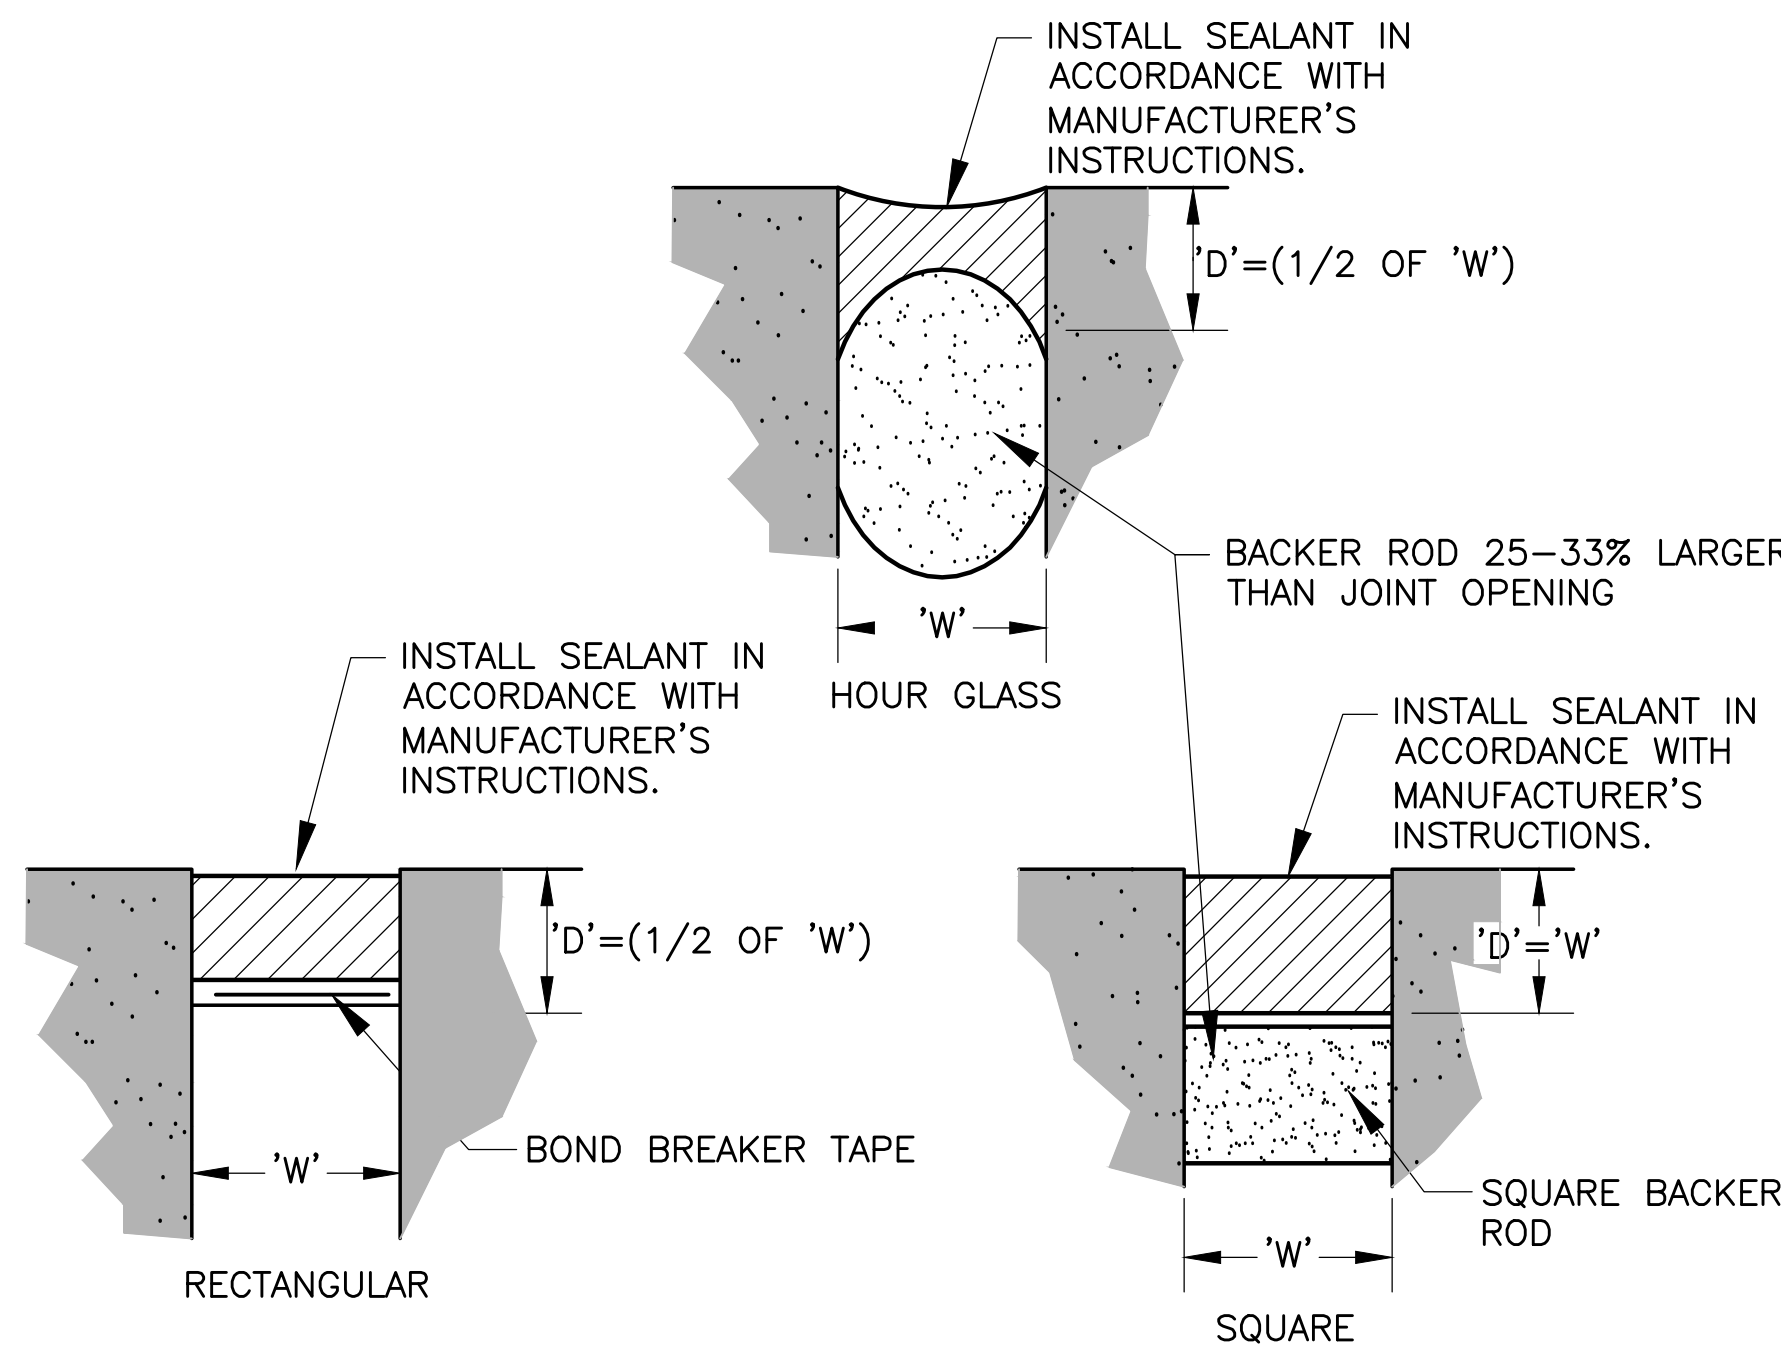 INSTALL SEALANT IN
ACCORDANCE WITH
MANUFACTURER'S
INSTRUCTIONS.
'D'=(1/2 OF 'W')
BACKER ROD 25-33% LARGER
THAN JOINT OPENING
'W'
HOUR GLASS
INSTALL SEALANT IN
ACCORDANCE WITH
MANUFACTURER'S
INSTRUCTIONS.
'D'=(1/2 OF 'W')
BOND BREAKER TAPE
'W'
RECTANGULAR
INSTALL SEALANT IN
ACCORDANCE WITH
MANUFACTURER'S
INSTRUCTIONS.
'D'='W'
SQUARE BACKER
ROD
'W'
SQUARE